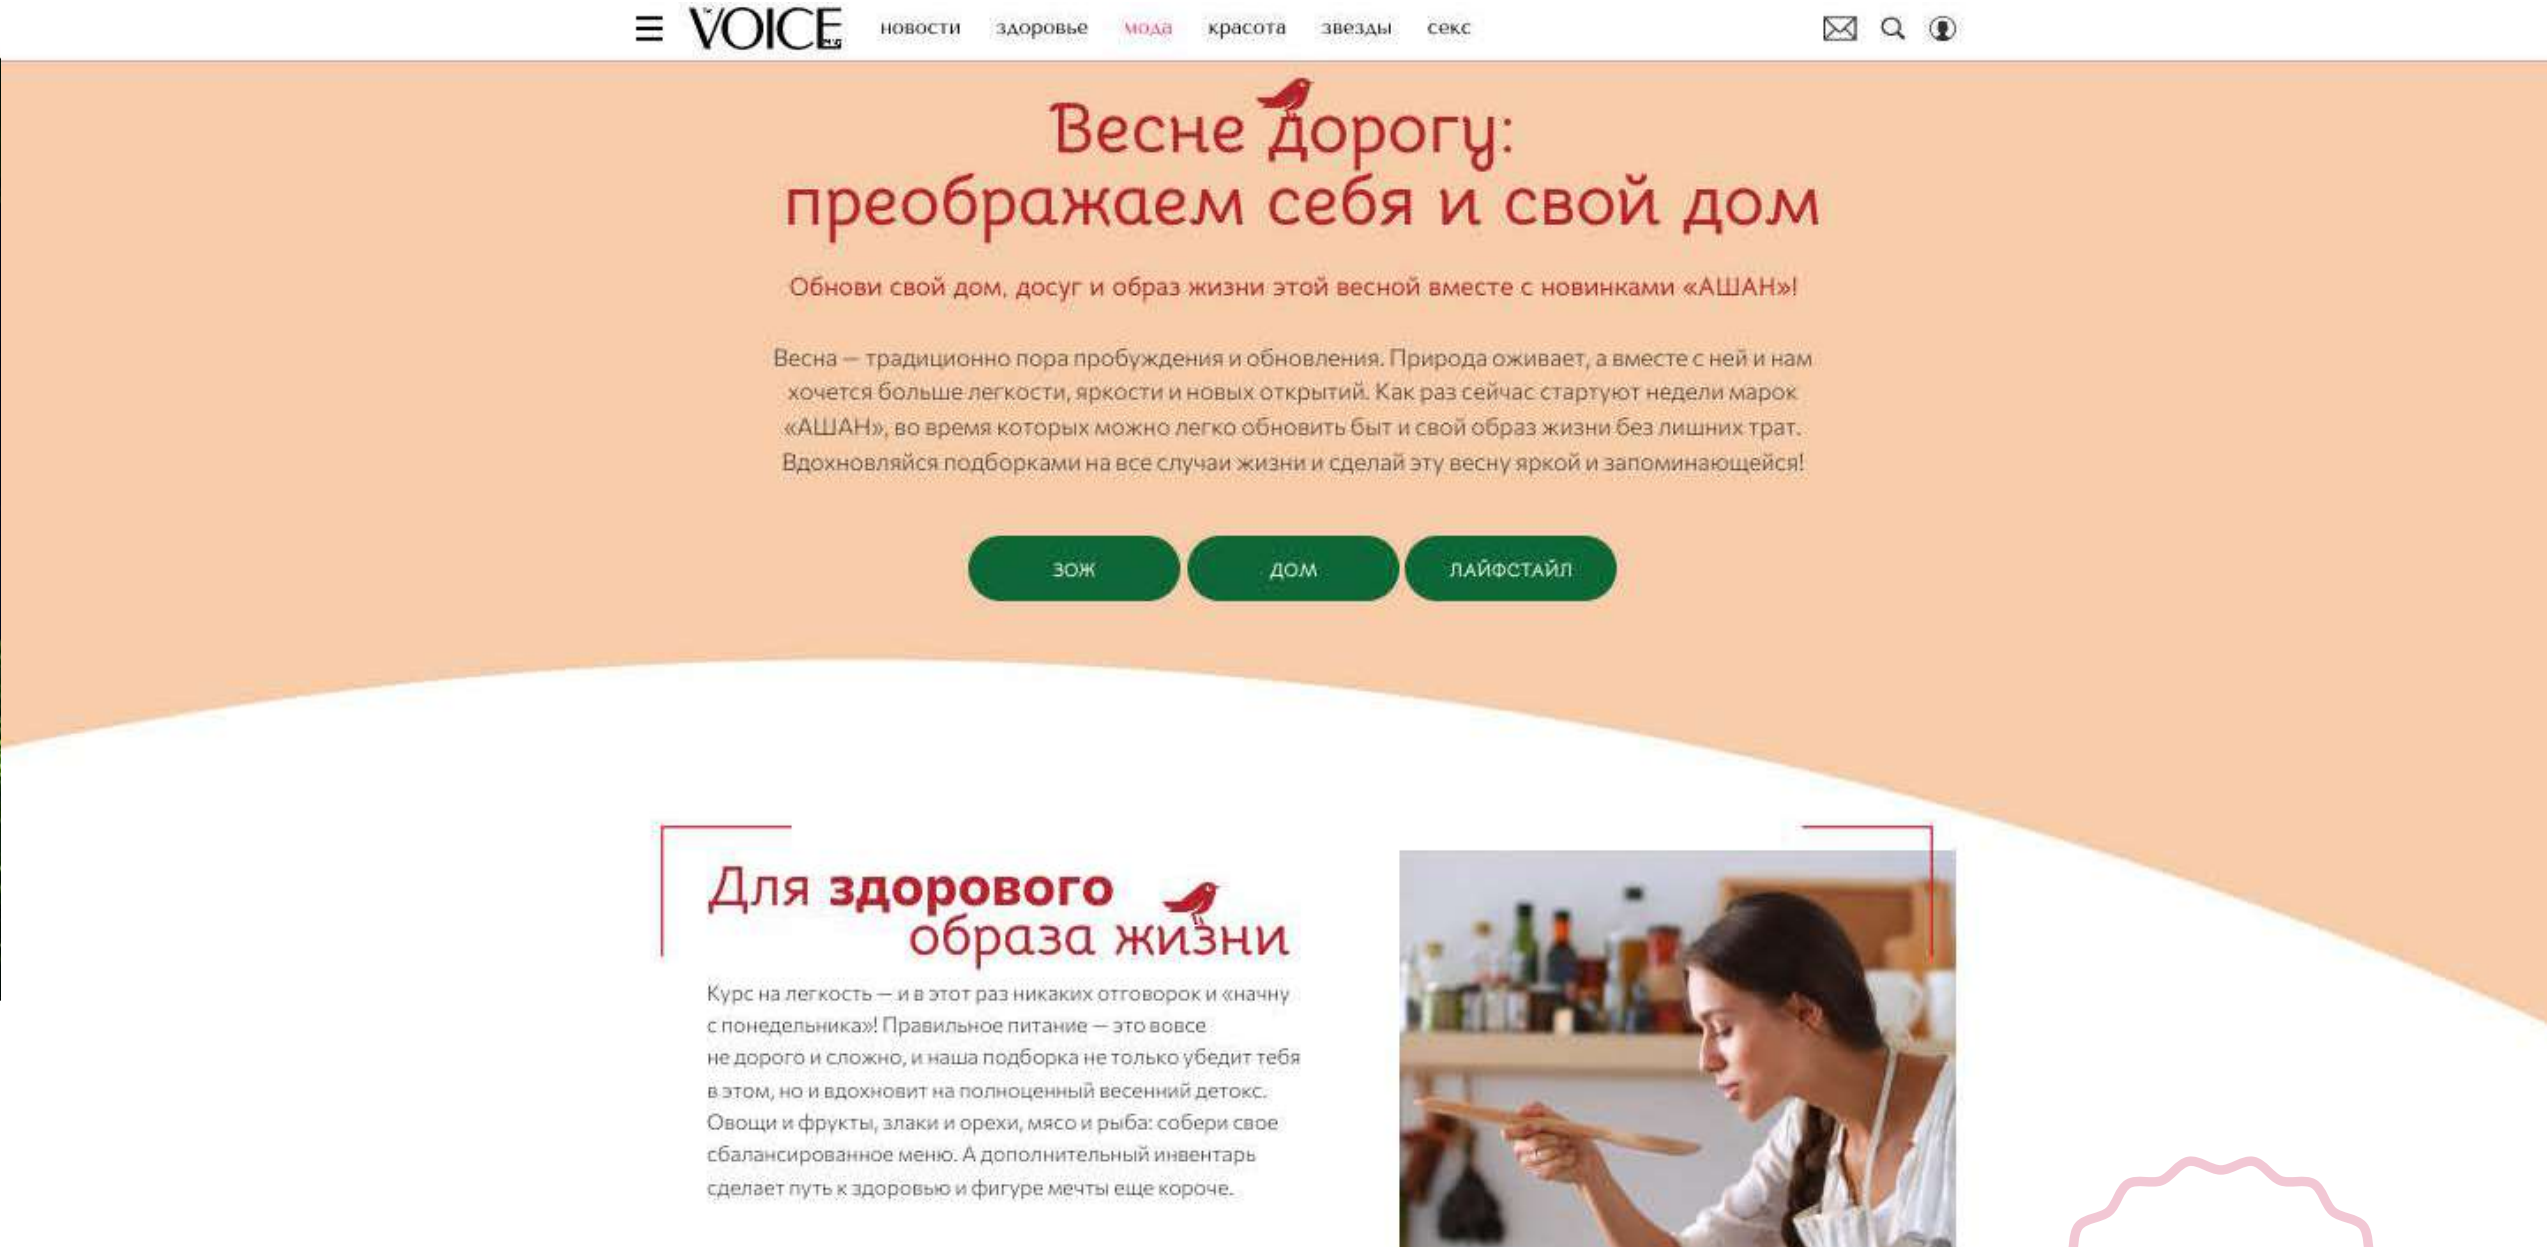 THE VOICE MAG
новости здоровье мода красота звезды секс
Весне дорогу:
преображаем себя и свой дом
Обнови свой дом, досуг и образ жизни этой весной вместе с новинками «АШАН»!
Весна — традиционно пора пробуждения и обновления. Природа оживает, а вместе с ней и нам
хочется больше легкости, яркости и новых открытий. Как раз сейчас стартуют недели марок
«АШАН», во время которых можно легко обновить быт и свой образ жизни без лишних трат.
Вдохновляйся подборками на все случаи жизни и сделай эту весну яркой и запоминающейся!
ЗОЖ ДОМ ЛАЙФСТАЙЛ
Для здорового
образа жизни
Курс на легкость — и в этот раз никаких отговорок и «начну
с понедельника»! Правильное питание — это вовсе
не дорого и сложно, и наша подборка не только убедит тебя
в этом, но и вдохновит на полноценный весенний детокс.
Овощи и фрукты, злаки и орехи, мясо и рыба: собери свое
сбалансированное меню. А дополнительный инвентарь
сделает путь к здоровью и фигуре мечты еще короче.